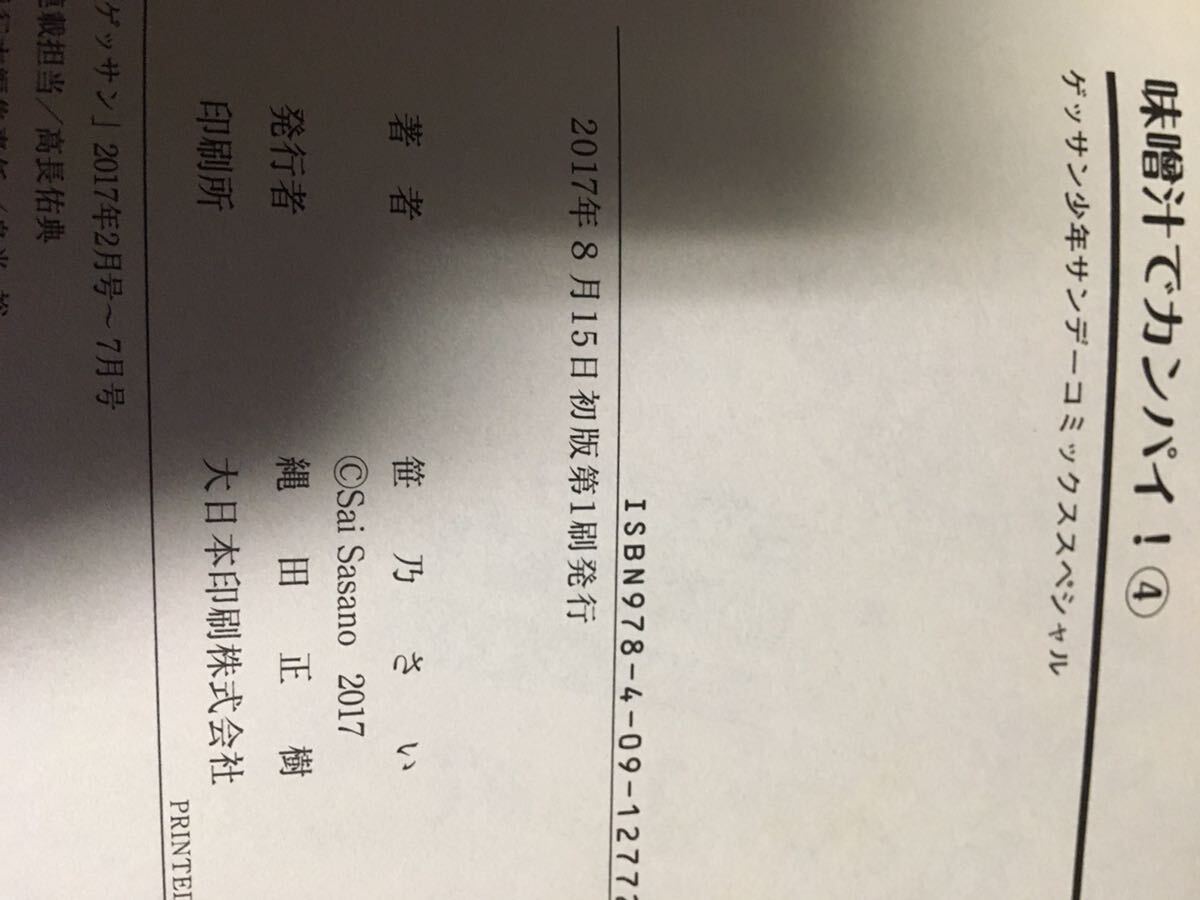 味噌汁でカンパイ！④
ゲッサン少年サンデーコミックススペシャル
ISBN978-4-09-12772
2017年8月15日初版第1刷発行
著者 笹乃さい
©Sai Sasano 2017
発行者 縄田正樹
印刷所 大日本印刷株式会社
PRINTED
ゲッサン」2017年2月号～7月号
載担当／高長佑典